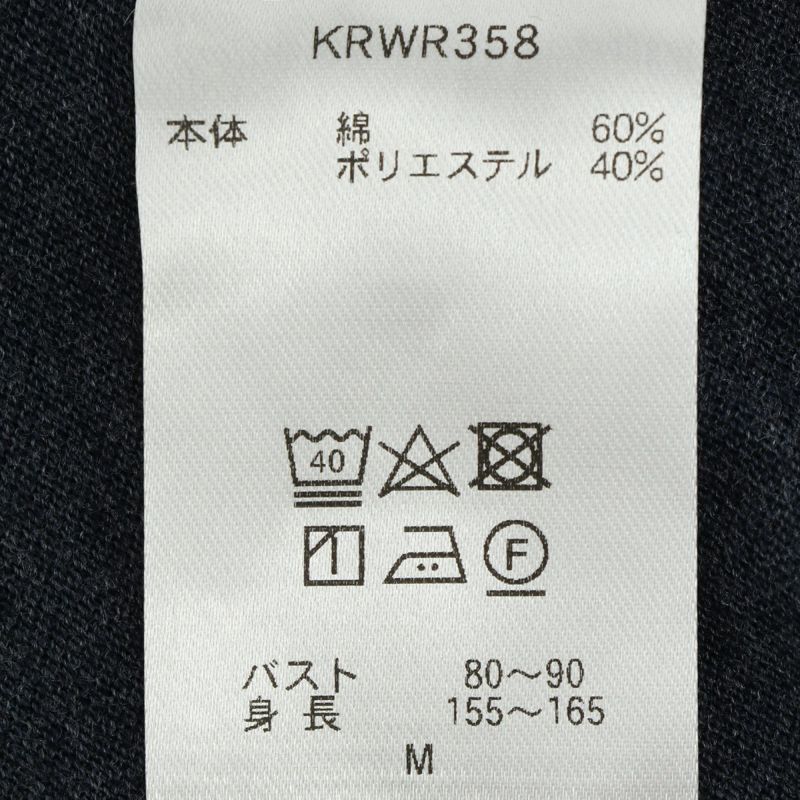 KRWR358
本体 綿 60%
ポリエステル 40%
40
F
バスト 80～90
身長 155～165
M